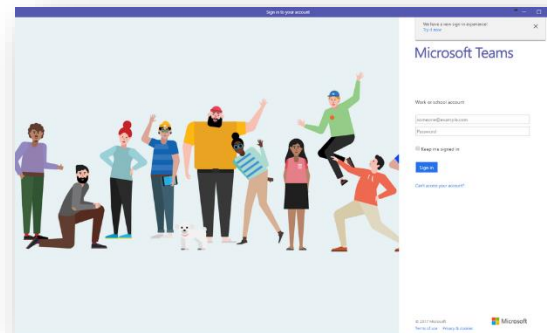 Sign in to your account
We have a new sign-in experience
Try it now
Microsoft Teams
Work or school account
someone@example.com
Password
Keep me signed in
Sign in
Can't access your account?
© 2017 Microsoft
Terms of use Privacy & cookies
Microsoft